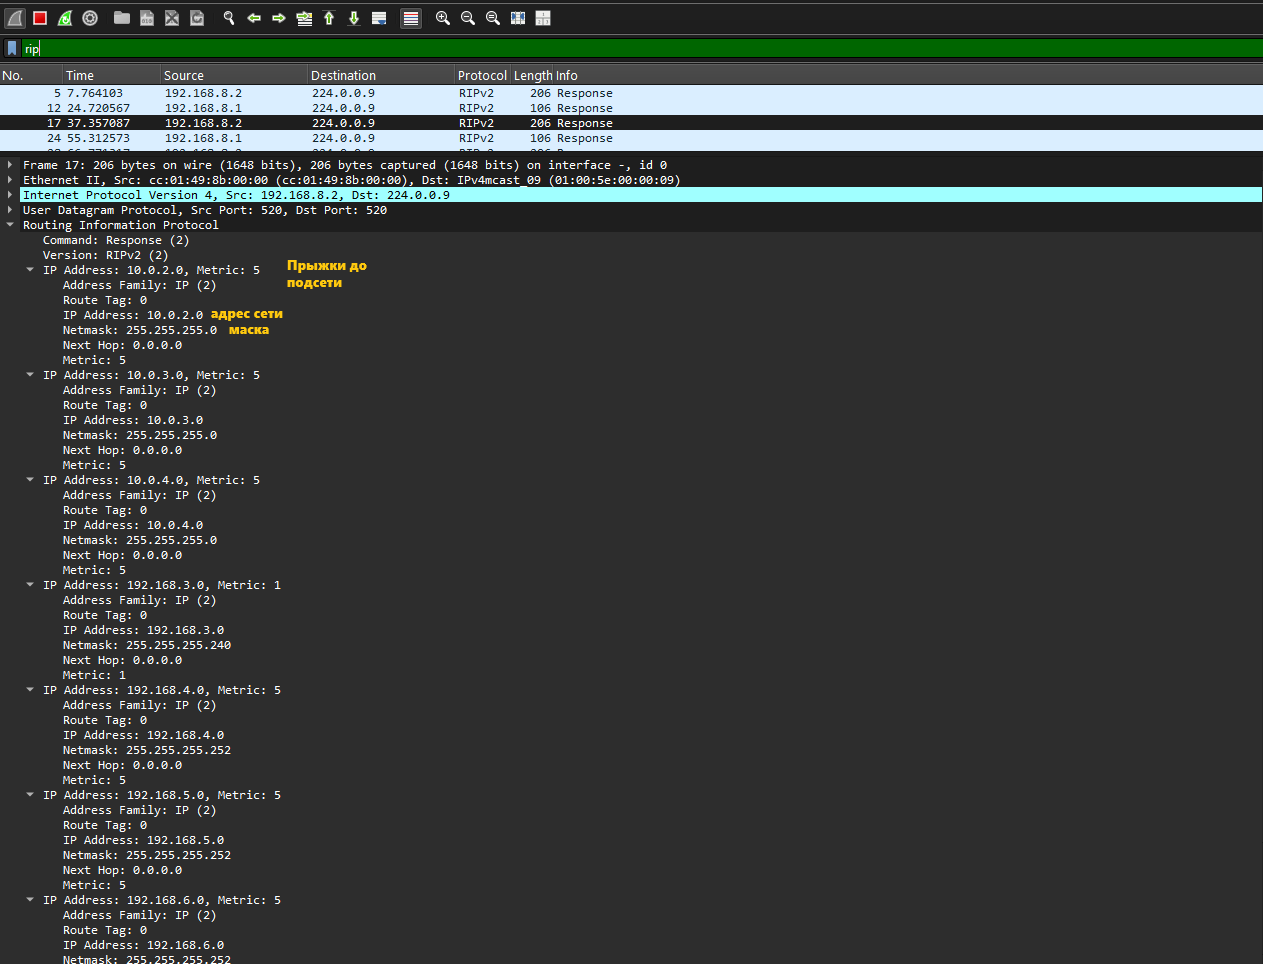 rip
No. Time Source Destination Protocol Length Info
5 7.764103 192.168.8.2 224.0.0.9 RIPv2 206 Response
12 24.720567 192.168.8.1 224.0.0.9 RIPv2 106 Response
17 37.357087 192.168.8.2 224.0.0.9 RIPv2 206 Response
24 55.312573 192.168.8.1 224.0.0.9 RIPv2 106 Response
Frame 17: 206 bytes on wire (1648 bits), 206 bytes captured (1648 bits) on interface -, id 0
Ethernet II, Src: cc:01:49:8b:00:00 (cc:01:49:8b:00:00), Dst: IPv4mcast_09 (01:00:5e:00:00:09)
Internet Protocol Version 4, Src: 192.168.8.2, Dst: 224.0.0.9
User Datagram Protocol, Src Port: 520, Dst Port: 520
Routing Information Protocol
Command: Response (2)
Version: RIPv2 (2)
IP Address: 10.0.2.0, Metric: 5 Прыжки до
Address Family: IP (2) подсети
Route Tag: 0
IP Address: 10.0.2.0 адрес сети
Netmask: 255.255.255.0 маска
Next Hop: 0.0.0.0
Metric: 5
IP Address: 10.0.3.0, Metric: 5
Address Family: IP (2)
Route Tag: 0
IP Address: 10.0.3.0
Netmask: 255.255.255.0
Next Hop: 0.0.0.0
Metric: 5
IP Address: 10.0.4.0, Metric: 5
Address Family: IP (2)
Route Tag: 0
IP Address: 10.0.4.0
Netmask: 255.255.255.0
Next Hop: 0.0.0.0
Metric: 5
IP Address: 192.168.3.0, Metric: 1
Address Family: IP (2)
Route Tag: 0
IP Address: 192.168.3.0
Netmask: 255.255.255.240
Next Hop: 0.0.0.0
Metric: 1
IP Address: 192.168.4.0, Metric: 5
Address Family: IP (2)
Route Tag: 0
IP Address: 192.168.4.0
Netmask: 255.255.255.252
Next Hop: 0.0.0.0
Metric: 5
IP Address: 192.168.5.0, Metric: 5
Address Family: IP (2)
Route Tag: 0
IP Address: 192.168.5.0
Netmask: 255.255.255.252
Next Hop: 0.0.0.0
Metric: 5
IP Address: 192.168.6.0, Metric: 5
Address Family: IP (2)
Route Tag: 0
IP Address: 192.168.6.0
Netmask: 255.255.255.252